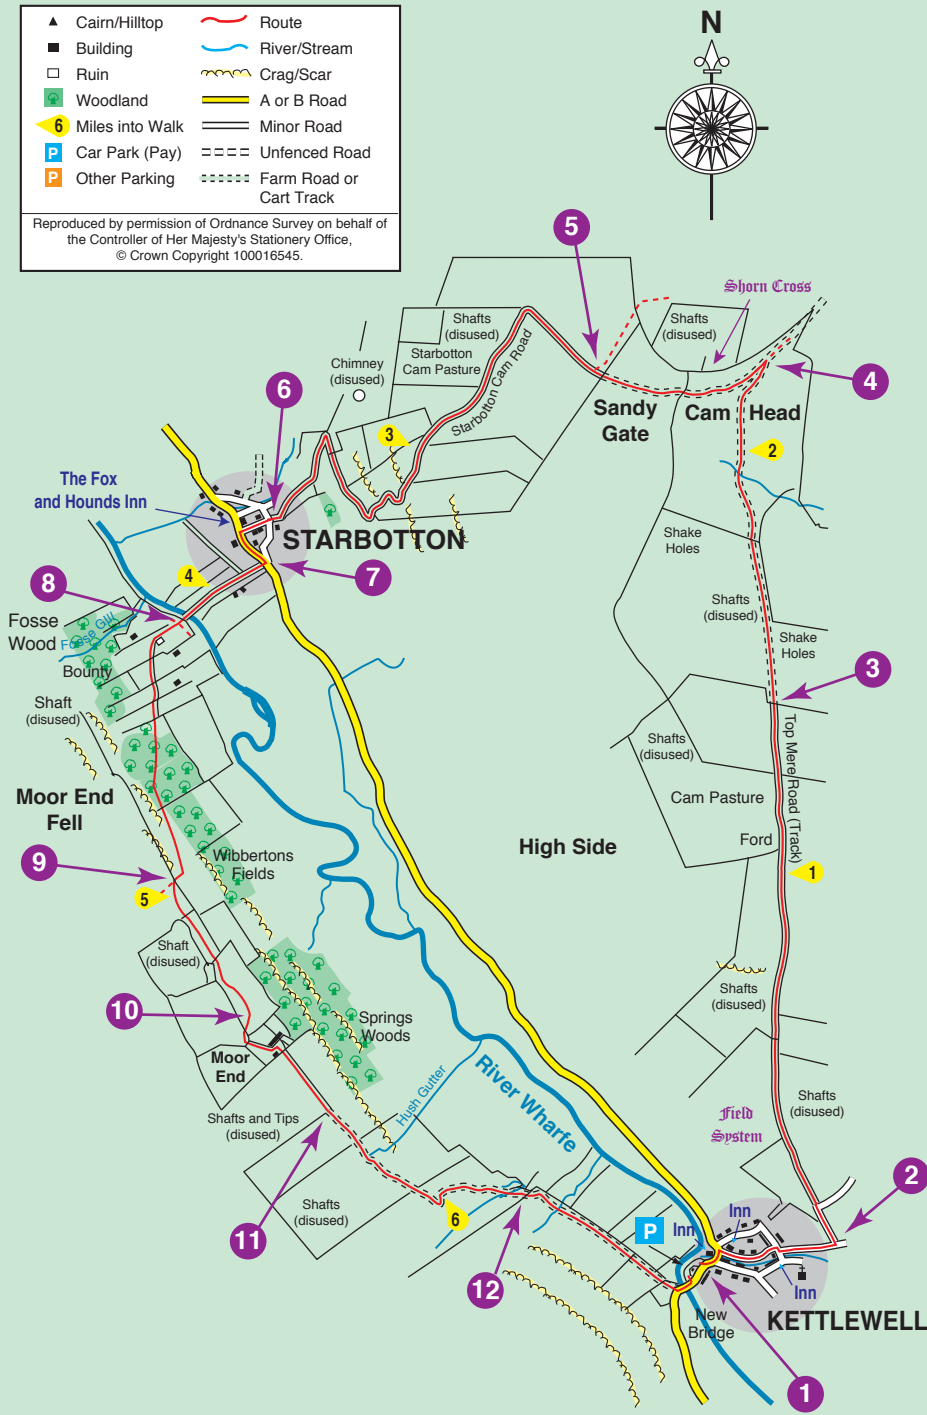 Cairn/Hilltop
Building
Ruin
Woodland
6 Miles into Walk
P Car Park (Pay)
P Other Parking
Route
River/Stream
Crag/Scar
A or B Road
Minor Road
Unfenced Road
Farm Road or
Cart Track
Reproduced by permission of Ordnance Survey on behalf of
the Controller of Her Majesty's Stationery Office,
© Crown Copyright 100016545.
N
5
Shorn Cross
Shafts
(disused)
Shafts
(disused)
Starbotton
Cam Pasture
Starbotton Cam Road
Chimney
(disused)
4
6
Sandy
Gate
Cam Head
3
2
The Fox
and Hounds Inn
STARBOTTON
Shake
Holes
7
4
8
Fosse
Wood
Fosse Gill
Bounty
Shafts
(disused)
Shake
Holes
3
Shaft
(disused)
Top Mere Road (Track)
Shafts
(disused)
Moor End
Fell
Cam Pasture
Ford
High Side
1
9
Wibbertons
Fields
5
Shaft
(disused)
Shafts
(disused)
10
Springs
Woods
Moor
End
Hush Gutter
River Wharfe
Shafts and Tips
(disused)
Field
System
Shafts
(disused)
11
Shafts
(disused)
6
12
2
P
Inn
Inn
Inn
New
Bridge
KETTLEWELL
1